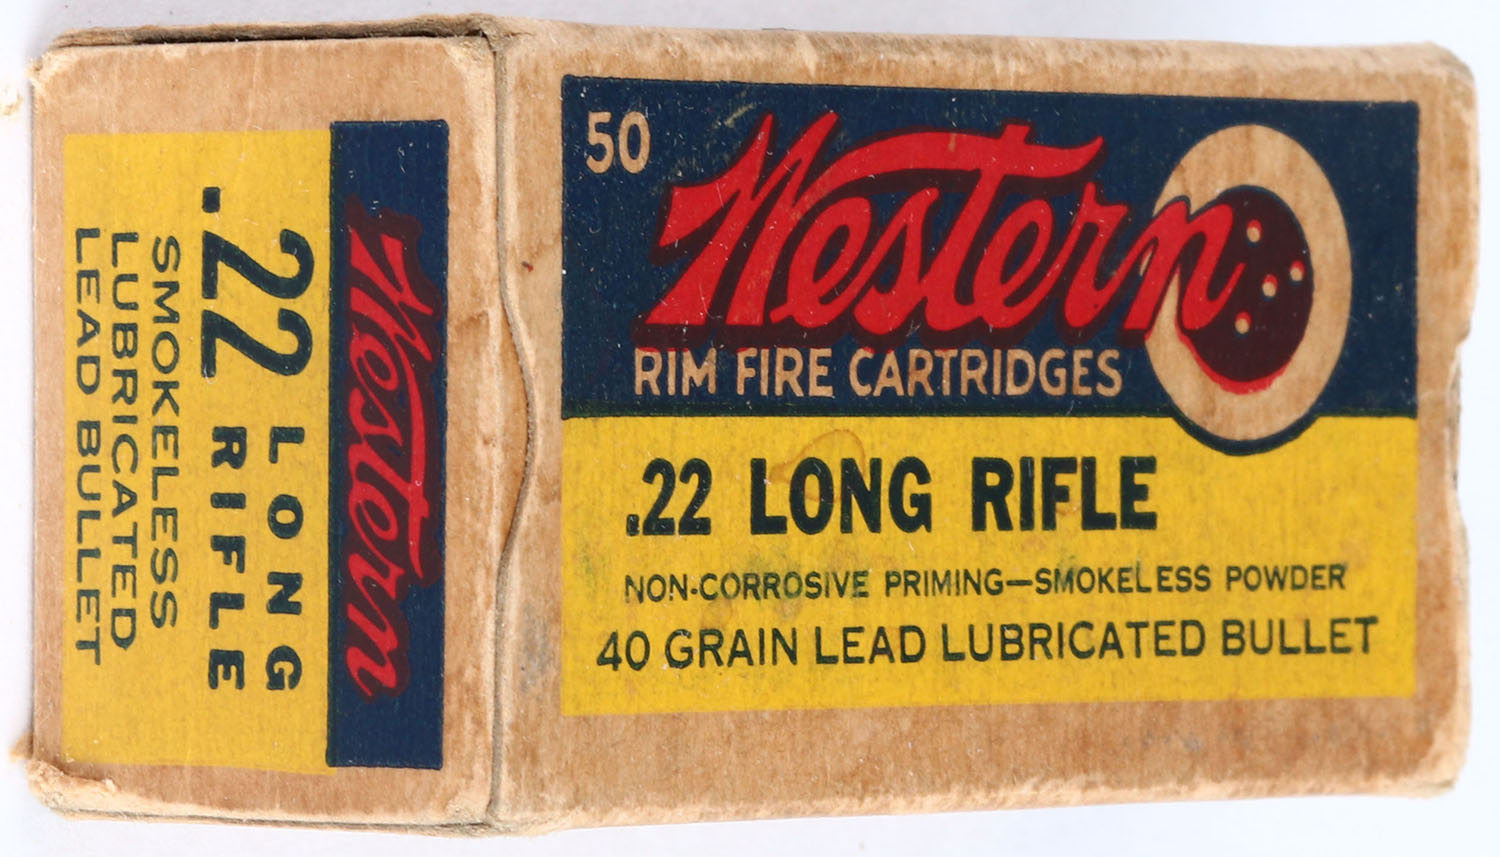 50
Western
RIM FIRE CARTRIDGES
.22 LONG RIFLE
NON-CORROSIVE PRIMING—SMOKELESS POWDER
40 GRAIN LEAD LUBRICATED BULLET
Western
.22 LONG
RIFLE
SMOKELESS
LUBRICATED
LEAD BULLET